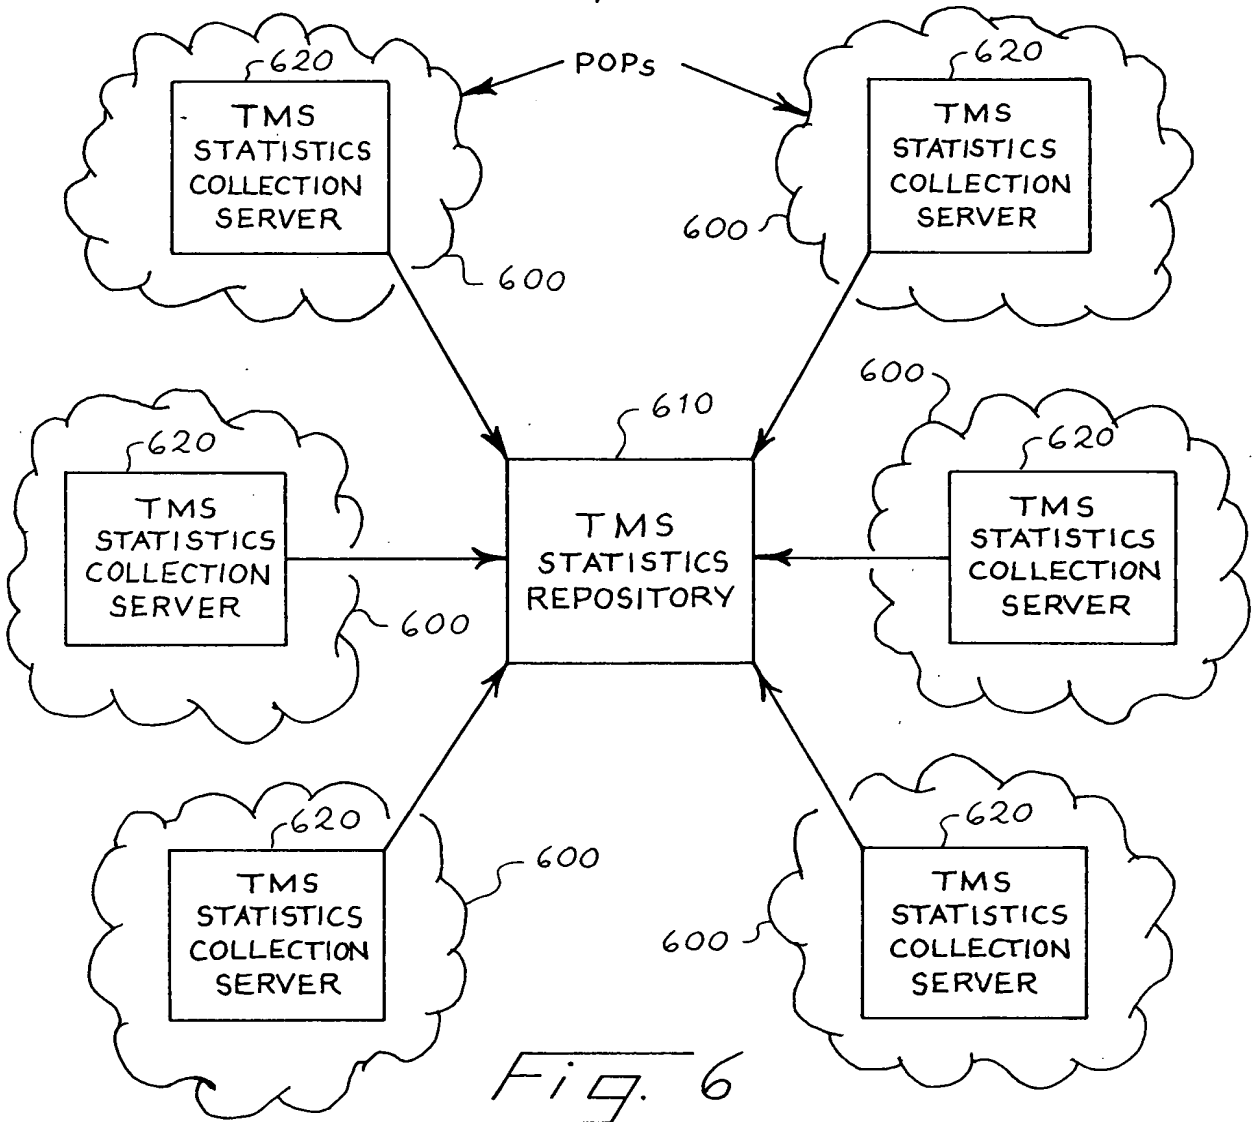 620
POPs
620
TMS
STATISTICS
COLLECTION
SERVER
TMS
STATISTICS
COLLECTION
SERVER
600
600
600
610
620
TMS
STATISTICS
COLLECTION
SERVER
TMS
STATISTICS
REPOSITORY
620
TMS
STATISTICS
COLLECTION
SERVER
600
620
TMS
STATISTICS
COLLECTION
SERVER
600
600
620
TMS
STATISTICS
COLLECTION
SERVER
Fig. 6